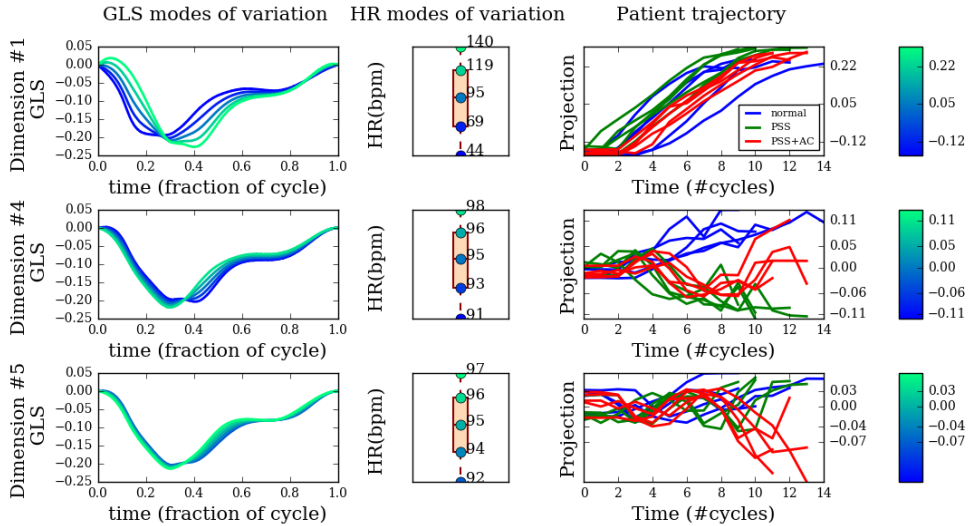 GLS modes of variation HR modes of variation Patient trajectory
Dimension #1
GLS
0.05
0.00
−0.05
−0.10
−0.15
−0.20
−0.25
0.0 0.2 0.4 0.6 0.8 1.0
time (fraction of cycle)
HR(bpm)
140
119
95
69
44
Projection
normal
PSS
PSS+AC
0.22
0.05
−0.12
0 2 4 6 8 10 12 14
Time (#cycles)
0.22
0.05
−0.12
Dimension #4
GLS
0.05
0.00
−0.05
−0.10
−0.15
−0.20
−0.25
0.0 0.2 0.4 0.6 0.8 1.0
time (fraction of cycle)
HR(bpm)
98
96
95
93
91
Projection
0.11
0.05
0.00
−0.06
−0.11
0 2 4 6 8 10 12 14
Time (#cycles)
0.11
0.05
0.00
−0.06
−0.11
Dimension #5
GLS
0.05
0.00
−0.05
−0.10
−0.15
−0.20
−0.25
0.0 0.2 0.4 0.6 0.8 1.0
time (fraction of cycle)
HR(bpm)
97
96
95
94
92
Projection
0.03
0.00
−0.04
−0.07
0 2 4 6 8 10 12 14
Time (#cycles)
0.03
0.00
−0.04
−0.07